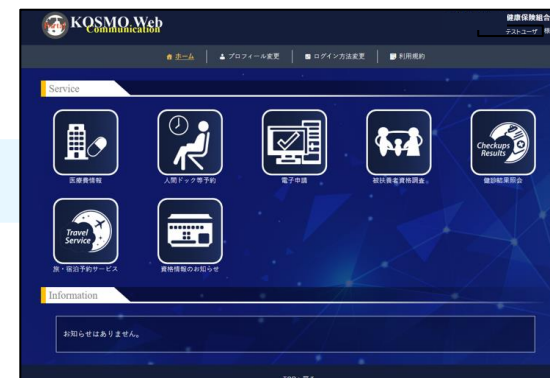 KOSMO Web
Communication
健康保険組合
テストユーザ 様
ホーム
プロフィール変更
ログイン方法変更
利用規約
Service
医療費情報
人間ドック等予約
電子申請
被扶養者資格調査
Checkups
Results
健診結果照会
Travel
Service
旅・宿泊予約サービス
資格情報のお知らせ
Information
お知らせはありません。